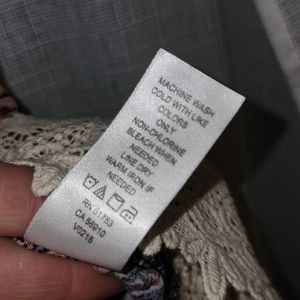 MACHINE WASH
COLD WITH LIKE
COLORS
ONLY
NON-CHLORINE
BLEACH WHEN
NEEDED
LINE DRY
WARM IRON IF
NEEDED
RN 51783
CA 56910
V0215